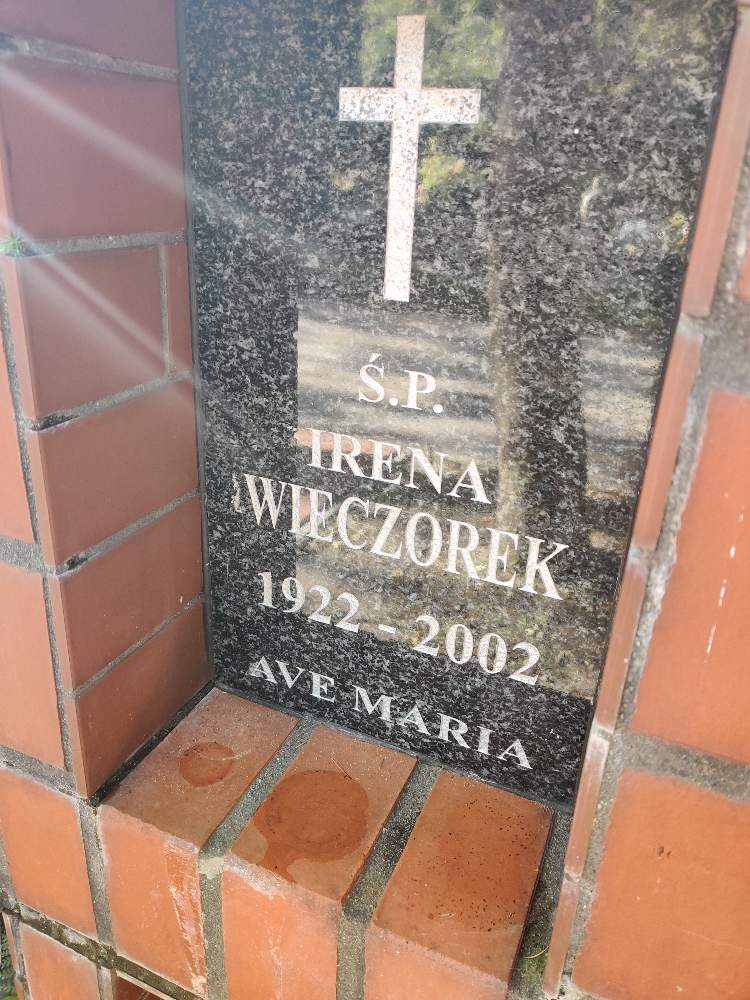 Ś.P.
IRENA
WIECZOREK
1922 - 2002
AVE MARIA